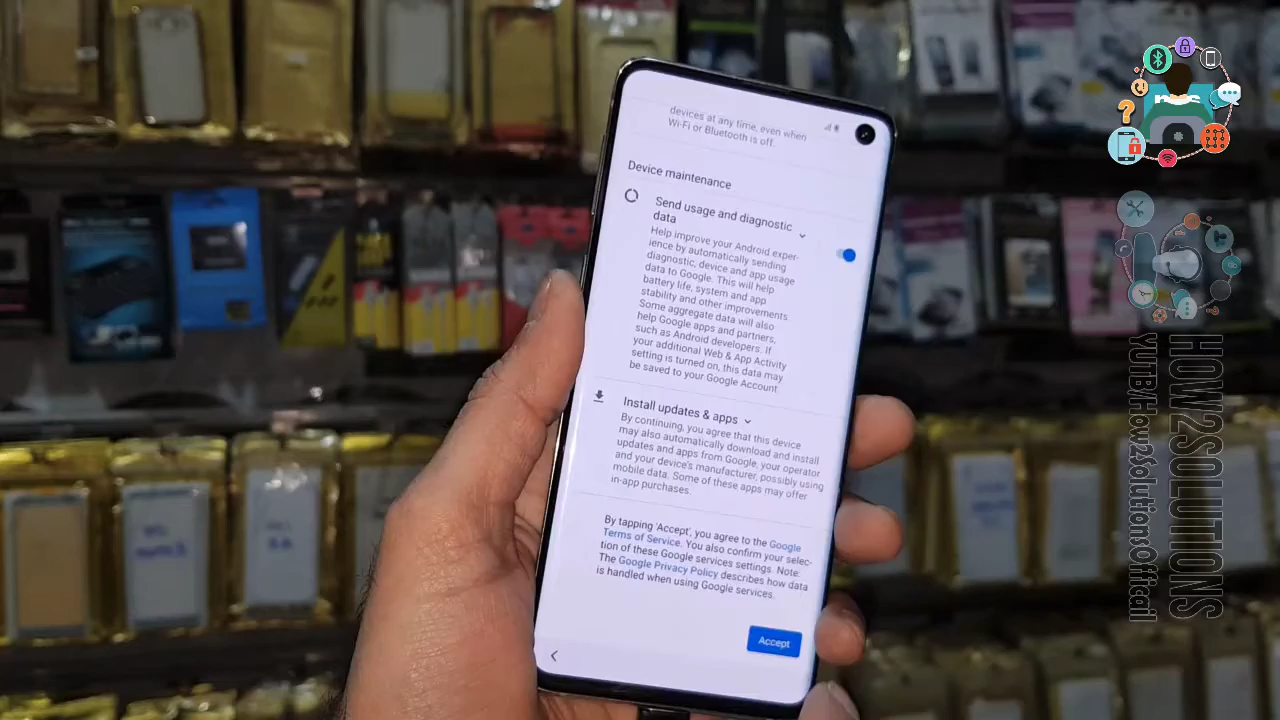 devices at any time, even when
Wi-Fi or Bluetooth is off.
Device maintenance
Send usage and diagnostic
data
Help improve your Android exper-
ience by automatically sending
diagnostic, device and app usage
data to Google. This will help
battery life, system and app
stability and other improvements
Some aggregate data will also
help Google apps and partners,
such as Android developers. If
your additional Web & App Activity
setting is turned on, this data may
be saved to your Google Account
Install updates & apps
By continuing, you agree that this device
may also automatically download and install
updates and apps from Google, your operator
and your device's manufacturer, possibly using
mobile data. Some of these apps may offer
in-app purchases.
By tapping 'Accept', you agree to the Google
Terms of Service. You also confirm your selec-
tion of these Google services settings. Note:
The Google Privacy Policy describes how data
is handled when using Google services.
Accept
HOW2SOLUTIONS
YUTB/How2SolutionsOfficail